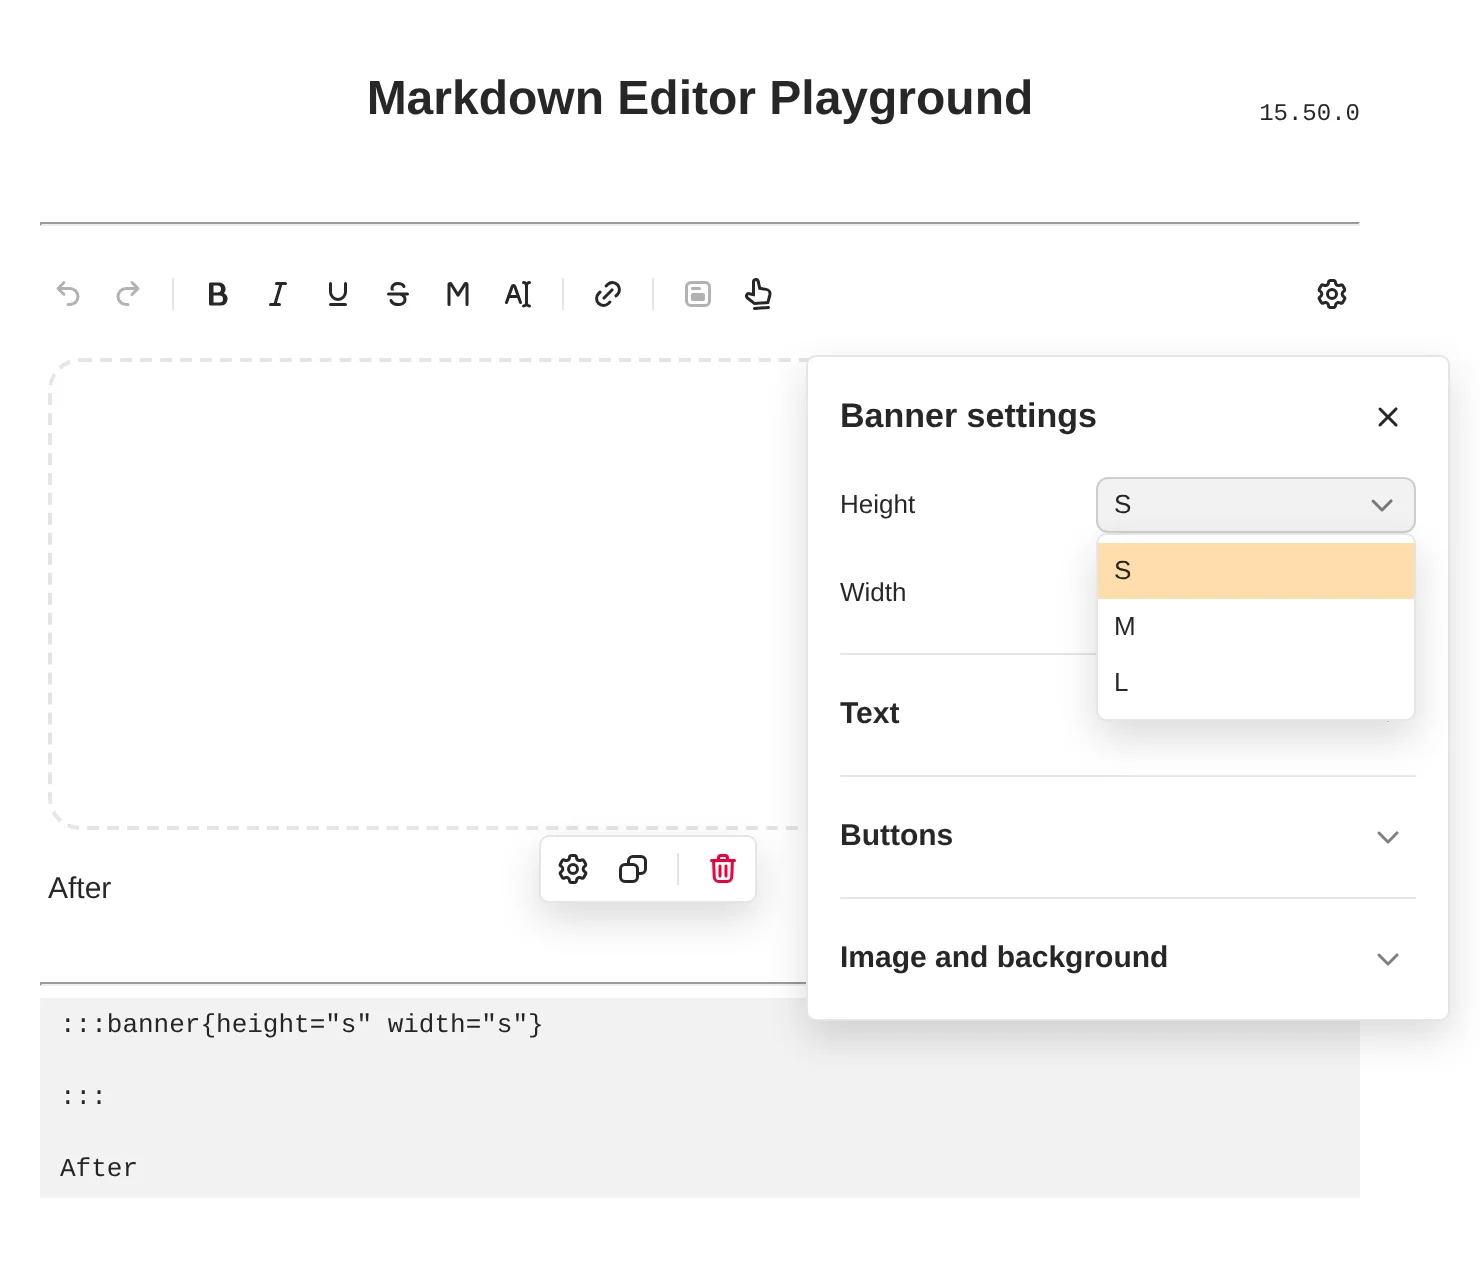 Markdown Editor Playground
15.50.0
Banner settings
Height
S
S
Width
M
L
Text
Buttons
After
Image and background
:::banner{height="s" width="s"}
:::
After